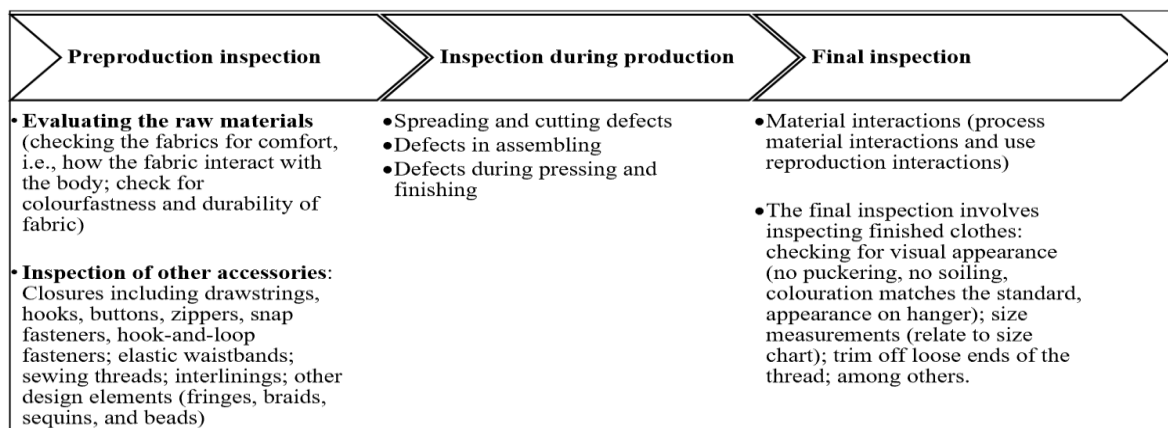 Preproduction inspection
Inspection during production
Final inspection
• Evaluating the raw materials
(checking the fabrics for comfort,
i.e., how the fabric interact with
the body; check for
colourfastness and durability of
fabric)
• Inspection of other accessories:
Closures including drawstrings,
hooks, buttons, zippers, snap
fasteners, hook-and-loop
fasteners; elastic waistbands;
sewing threads; interlinings; other
design elements (fringes, braids,
sequins, and beads)
•Spreading and cutting defects
•Defects in assembling
•Defects during pressing and
finishing
•Material interactions (process
material interactions and use
reproduction interactions)
•The final inspection involves
inspecting finished clothes:
checking for visual appearance
(no puckering, no soiling,
colouration matches the standard,
appearance on hanger); size
measurements (relate to size
chart); trim off loose ends of the
thread; among others.